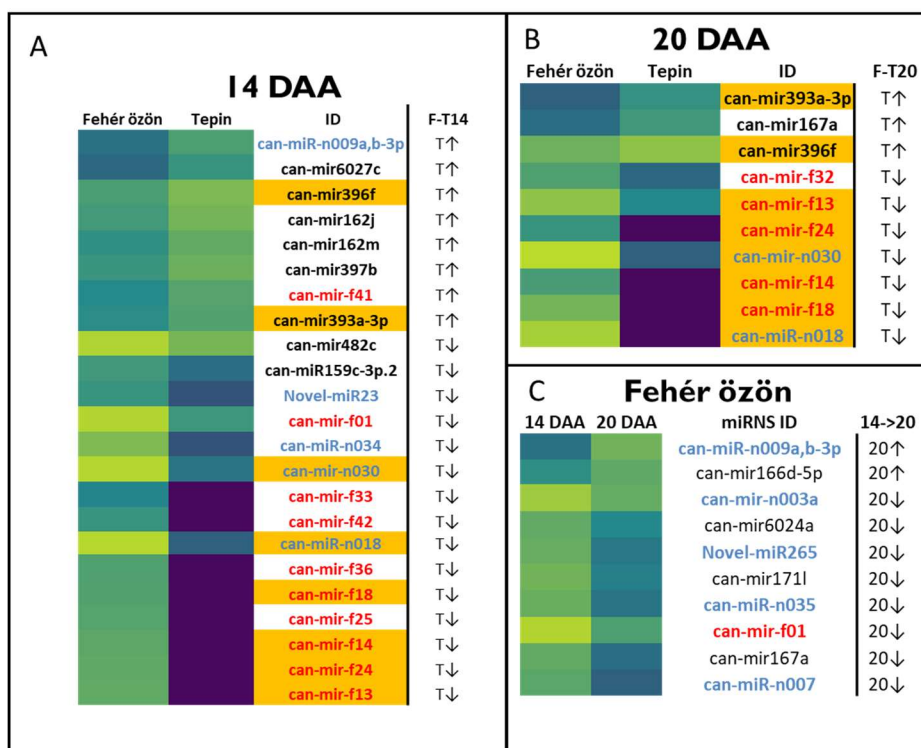 A
14 DAA
Fehér özön Tepin ID F-T14
can-miR-n009a,b-3p T↑
can-mir6027c T↑
can-mir396f T↑
can-mir162j T↑
can-mir162m T↑
can-mir397b T↑
can-mir-f41 T↑
can-mir393a-3p T↑
can-mir482c T↓
can-miR159c-3p.2 T↓
Novel-miR23 T↓
can-mir-f01 T↓
can-miR-n034 T↓
can-mir-n030 T↓
can-mir-f33 T↓
can-mir-f42 T↓
can-miR-n018 T↓
can-mir-f36 T↓
can-mir-f18 T↓
can-mir-f25 T↓
can-mir-f14 T↓
can-mir-f24 T↓
can-mir-f13 T↓
B
20 DAA
Fehér özön Tepin ID F-T20
can-mir393a-3p T↑
can-mir167a T↑
can-mir396f T↑
can-mir-f32 T↓
can-mir-f13 T↓
can-mir-f24 T↓
can-mir-n030 T↓
can-mir-f14 T↓
can-mir-f18 T↓
can-miR-n018 T↓
C
Fehér özön
14 DAA 20 DAA miRNS ID 14->20
can-miR-n009a,b-3p 20↑
can-mir166d-5p 20↑
can-mir-n003a 20↓
can-mir6024a 20↓
Novel-miR265 20↓
can-mir171l 20↓
can-miR-n035 20↓
can-mir-f01 20↓
can-mir167a 20↓
can-miR-n007 20↓